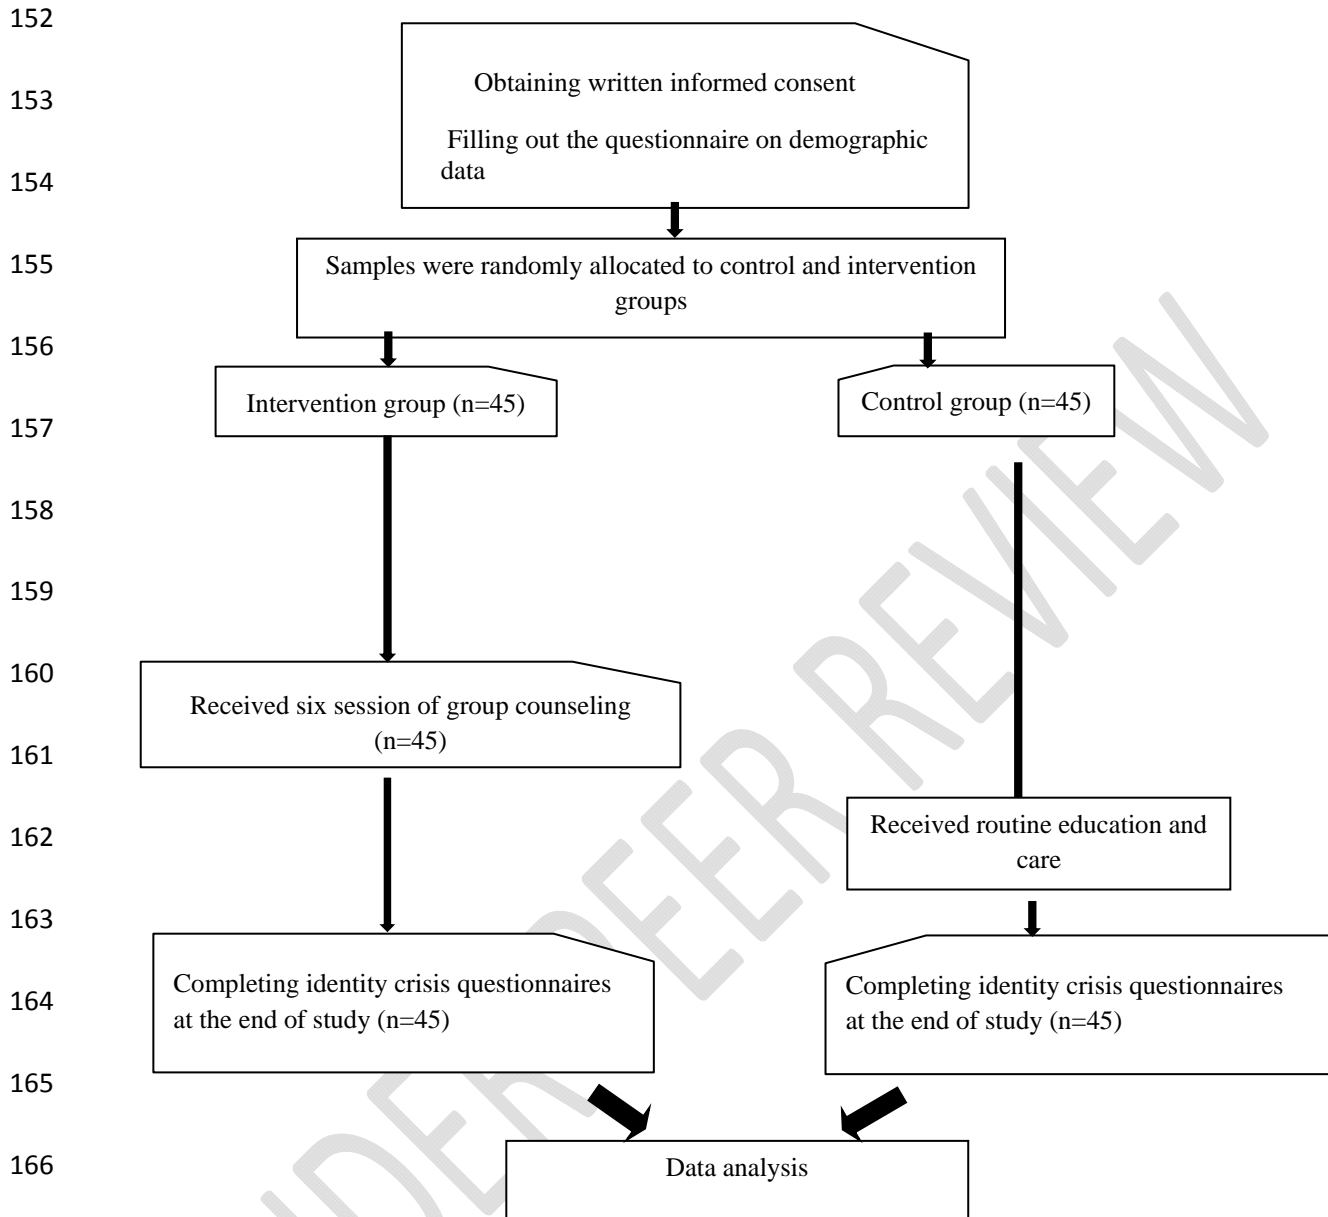 152
Obtaining written informed consent
153
Filling out the questionnaire on demographic
data
154
155
Samples were randomly allocated to control and intervention
groups
156
Intervention group (n=45)
Control group (n=45)
157
158
159
160
Received six session of group counseling
(n=45)
161
162
Received routine education and
care
163
Completing identity crisis questionnaires
at the end of study (n=45)
Completing identity crisis questionnaires
at the end of study (n=45)
164
165
166
Data analysis
NDER PEER REVIEW